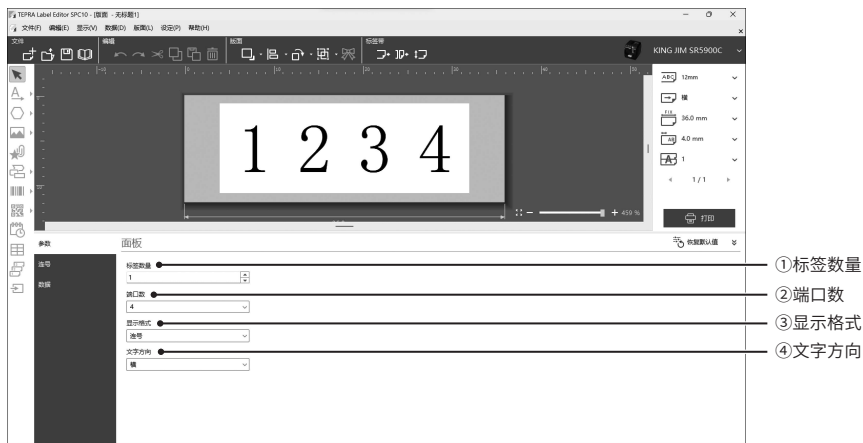 TEPRA Label Editor SPC10 - [版面 - 无标题1]
文件(F) 编辑(E) 显示(V) 数据(D) 版面(L) 设定(P) 帮助(H)
文件 编辑 版面 标签带
KING JIM SR5900C
12mm
横
36.0 mm
4.0 mm
1
1 / 1
打印
1 2 3 4
+ 459 %
参数
连号
数据
面板
恢复默认值
标签数量
1
端口数
4
显示格式
连号
文字方向
横
①标签数量
②端口数
③显示格式
④文字方向